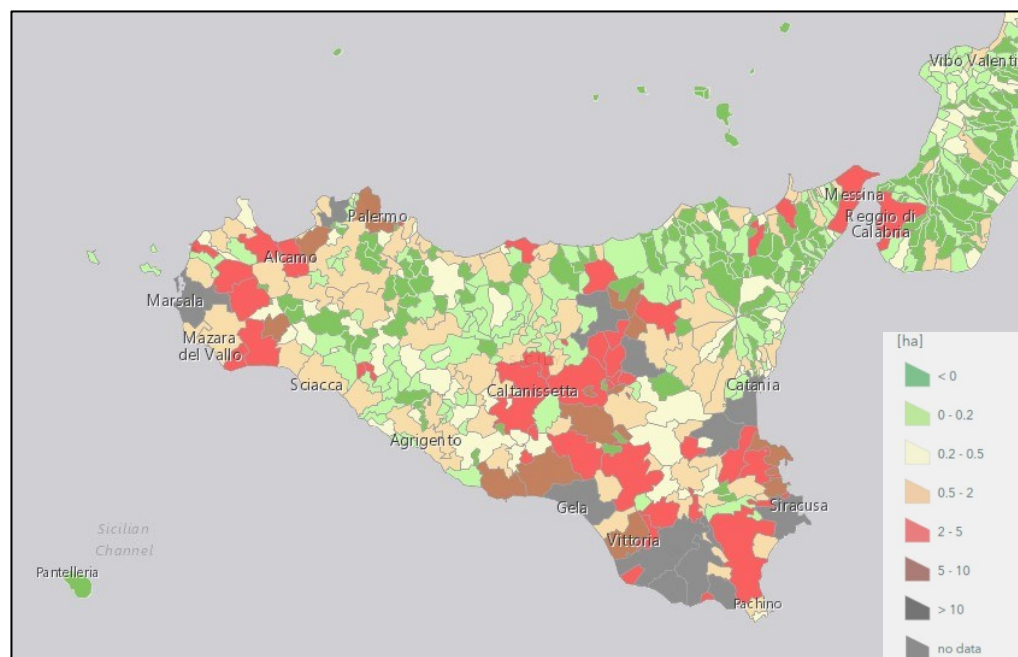 Vibo Valenti
Messina
Reggio di
Calabria
Palermo
Alcamo
Marsala
Mazara
del Vallo
Sciacca
Caltanissetta
Catania
Agrigento
Gela
Siracusa
Vittoria
Sicilian
Channel
Pantelleria
Pachino
[ha]
< 0
0 - 0.2
0.2 - 0.5
0.5 - 2
2 - 5
5 - 10
> 10
no data